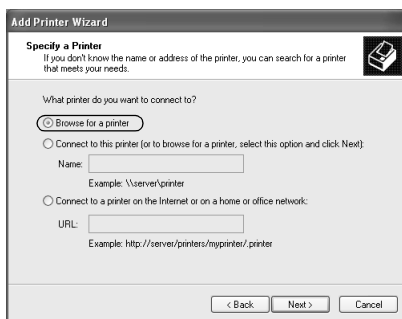 Add Printer Wizard
Specify a Printer
If you don't know the name or address of the printer, you can search for a printer
that meets your needs.
What printer do you want to connect to?
Browse for a printer
Connect to this printer (or to browse for a printer, select this option and click Next):
Name:
Example: \\server\printer
Connect to a printer on the Internet or on a home or office network:
URL:
Example: http://server/printers/myprinter/.printer
< Back
Next >
Cancel